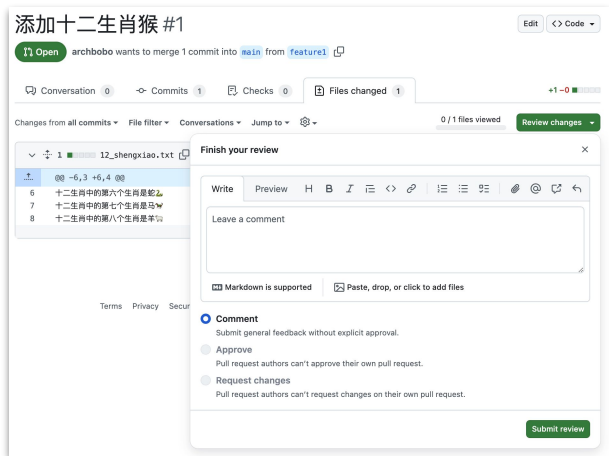 添加十二生肖猴 #1
Edit
<> Code
Open
archbobo wants to merge 1 commit into main from feature1
Conversation 0
Commits 1
Checks 0
Files changed 1
+1 −0
Changes from all commits
File filter
Conversations
Jump to
0 / 1 files viewed
Review changes
1
12_shengxiao.txt
@@ -6,3 +6,4 @@
6 十二生肖中的第六个生肖是蛇🐍
7 十二生肖中的第七个生肖是马🐎
8 十二生肖中的第八个生肖是羊🐑
Terms
Privacy
Secur
Finish your review
Write
Preview
Leave a comment
Markdown is supported
Paste, drop, or click to add files
Comment
Submit general feedback without explicit approval.
Approve
Pull request authors can't approve their own pull request.
Request changes
Pull request authors can't request changes on their own pull request.
Submit review